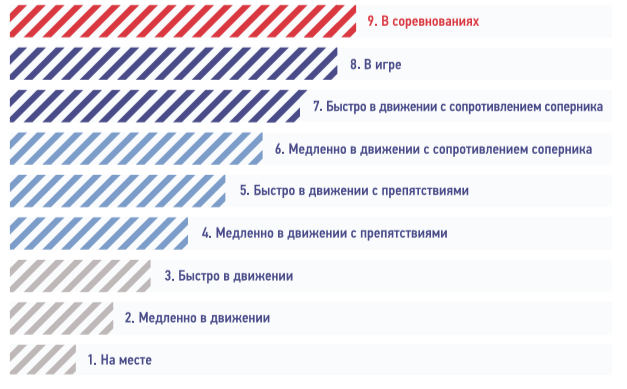 9. В соревнованиях
8. В игре
7. Быстро в движении с сопротивлением соперника
6. Медленно в движении с сопротивлением соперника
5. Быстро в движении с препятствиями
4. Медленно в движении с препятствиями
3. Быстро в движении
2. Медленно в движении
1. На месте